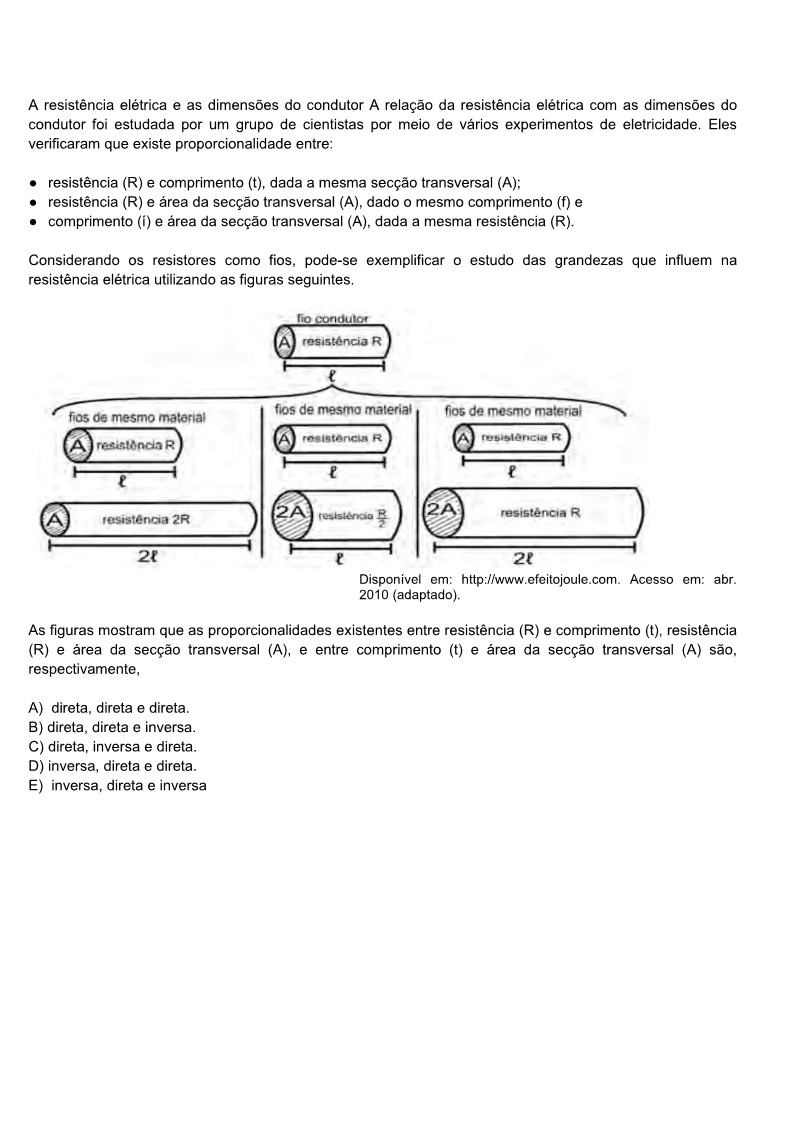 A resistência elétrica e as dimensões do condutor A relação da resistência elétrica com as dimensões do
condutor foi estudada por um grupo de cientistas por meio de vários experimentos de eletricidade. Eles
verificaram que existe proporcionalidade entre:
● resistência (R) e comprimento (t), dada a mesma secção transversal (A);
● resistência (R) e área da secção transversal (A), dado o mesmo comprimento (f) e
● comprimento (í) e área da secção transversal (A), dada a mesma resistência (R).
Considerando os resistores como fios, pode-se exemplificar o estudo das grandezas que influem na
resistência elétrica utilizando as figuras seguintes.
fio condutor
A resistência R
ℓ
fios de mesmo material
A resistência R
ℓ
A resistência 2R
2ℓ
fios de mesmo material
A resistência R
ℓ
2A resistência R/2
ℓ
fios de mesmo material
A resistência R
ℓ
2A resistência R
2ℓ
Disponível em: http://www.efeitojoule.com. Acesso em: abr.
2010 (adaptado).
As figuras mostram que as proporcionalidades existentes entre resistência (R) e comprimento (t), resistência
(R) e área da secção transversal (A), e entre comprimento (t) e área da secção transversal (A) são,
respectivamente,
A) direta, direta e direta.
B) direta, direta e inversa.
C) direta, inversa e direta.
D) inversa, direta e direta.
E) inversa, direta e inversa